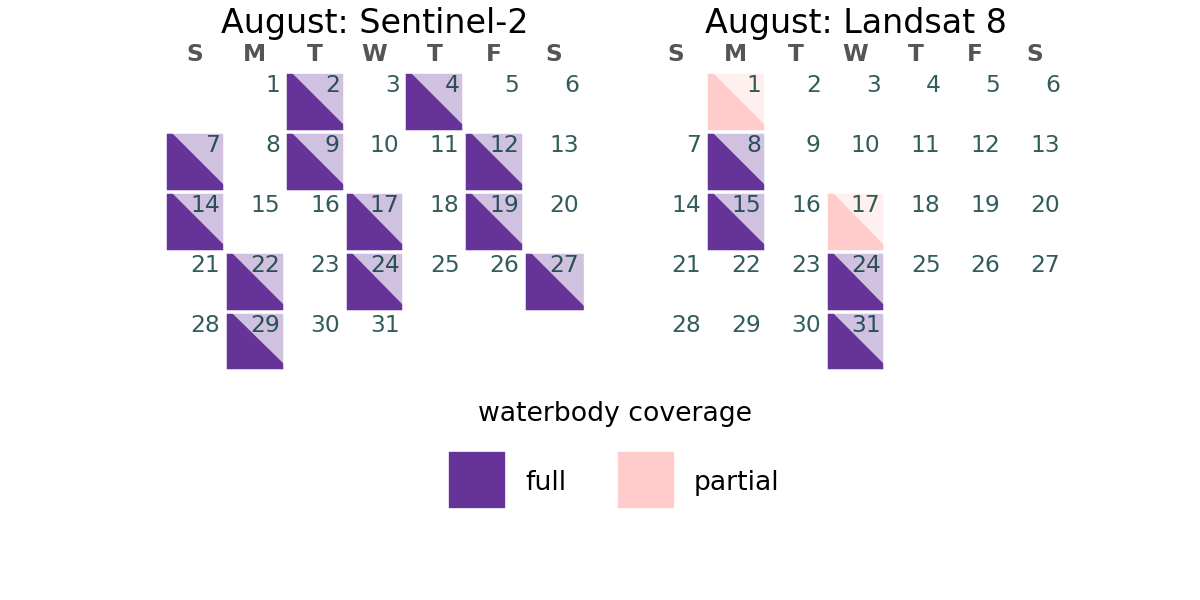 August: Sentinel-2
S M T W T F S
1 2 3 4 5 6
7 8 9 10 11 12 13
14 15 16 17 18 19 20
21 22 23 24 25 26 27
28 29 30 31
August: Landsat 8
S M T W T F S
1 2 3 4 5 6
7 8 9 10 11 12 13
14 15 16 17 18 19 20
21 22 23 24 25 26 27
28 29 30 31
waterbody coverage
full
partial